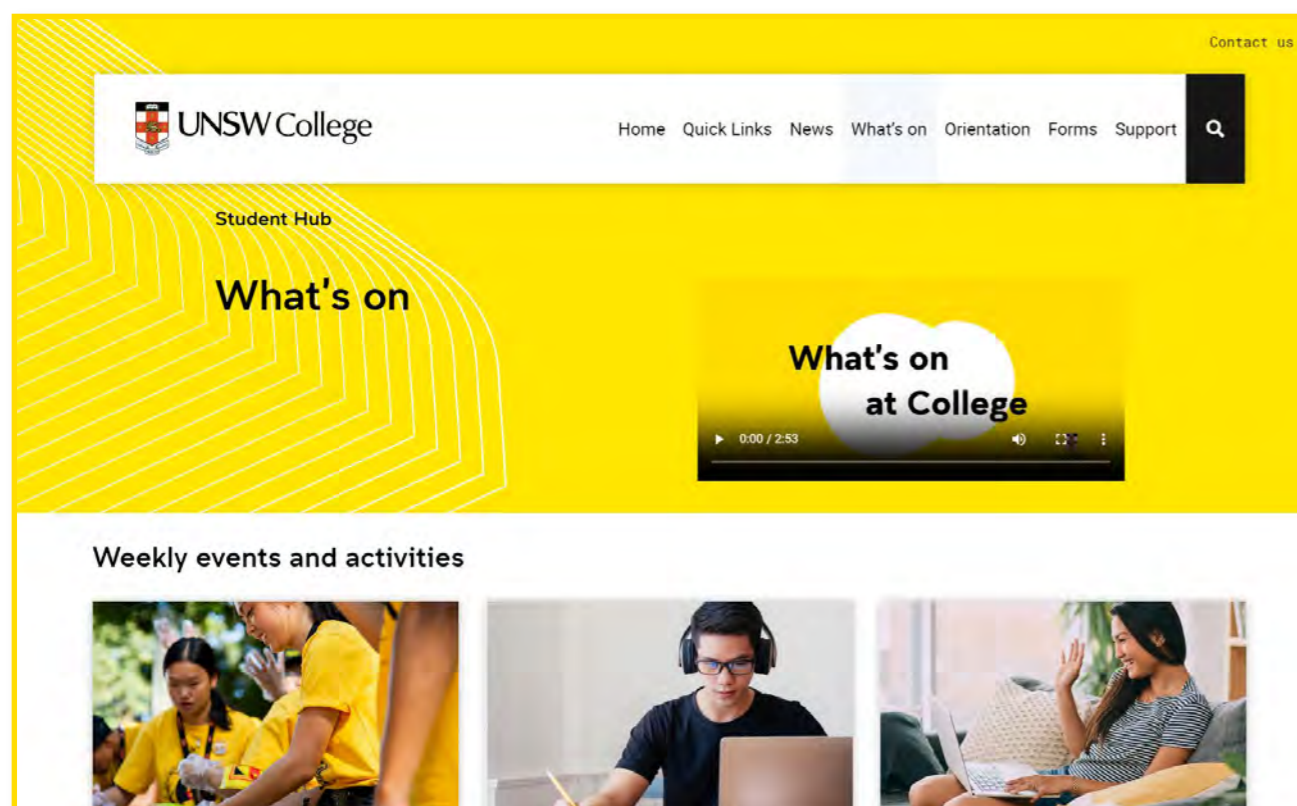 Contact us
UNSW College
Home Quick Links News What's on Orientation Forms Support
Student Hub
What's on
What's on
at College
0:00 / 2:53
Weekly events and activities